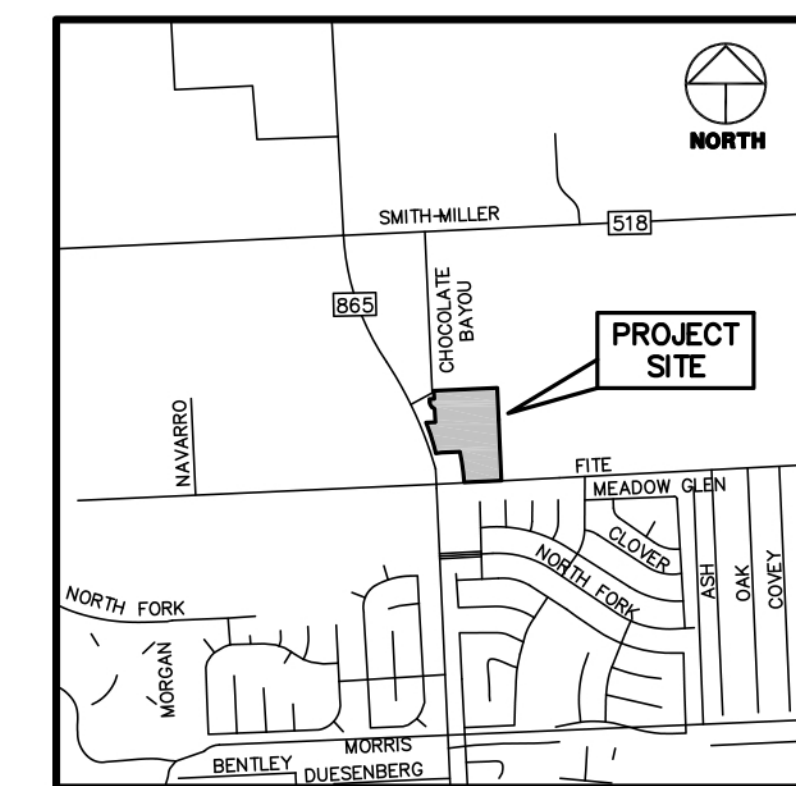 NORTH
SMITH-MILLER
518
865
CHOCOLATE
BAYOU
PROJECT
SITE
NAVARRO
FITE
MEADOW GLEN
CLOVER
NORTH FORK
ASH
OAK
COVEY
NORTH FORK
MORGAN
MORRIS
BENTLEY
DUESENBERG